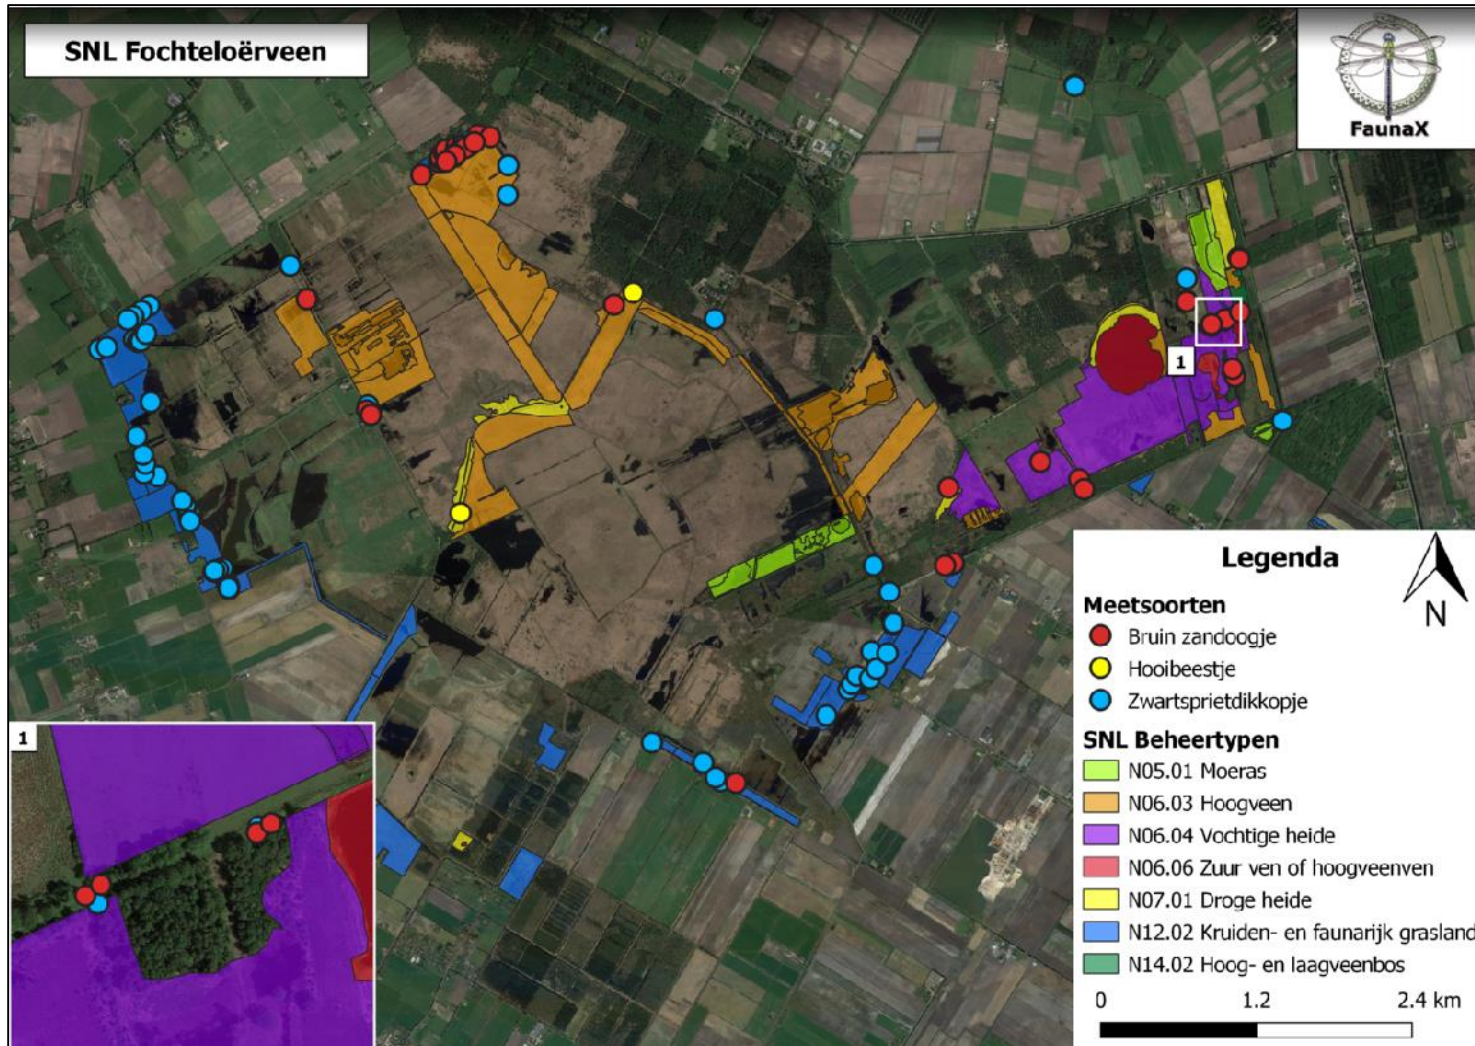 SNL Fochteloërveen
FaunaX
1
1
Legenda
N
Meetsoorten
Bruin zandoogje
Hooibeestje
Zwartsprietdikkopje
SNL Beheertypen
N05.01 Moeras
N06.03 Hoogveen
N06.04 Vochtige heide
N06.06 Zuur ven of hoogveenven
N07.01 Droge heide
N12.02 Kruiden- en faunarijk grasland
N14.02 Hoog- en laagveenbos
0 1.2 2.4 km